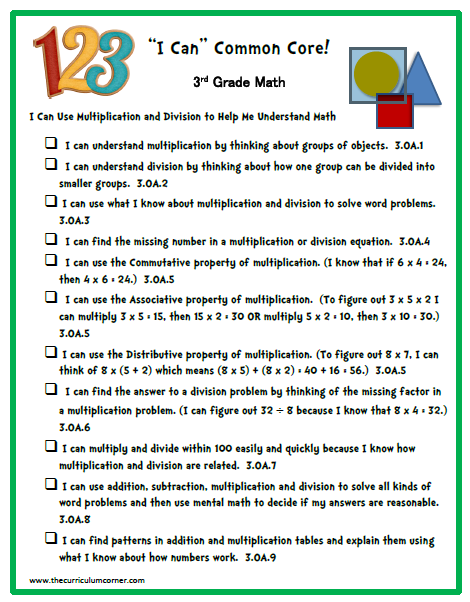 123
“I Can” Common Core!
3rd Grade Math
I Can Use Multiplication and Division to Help Me Understand Math
❑ I can understand multiplication by thinking about groups of objects. 3.OA.1
❑ I can understand division by thinking about how one group can be divided into
smaller groups. 3.OA.2
❑ I can use what I know about multiplication and division to solve word problems.
3.OA.3
❑ I can find the missing number in a multiplication or division equation. 3.OA.4
❑ I can use the Commutative property of multiplication. (I know that if 6 x 4 = 24,
then 4 x 6 = 24.) 3.OA.5
❑ I can use the Associative property of multiplication. (To figure out 3 x 5 x 2 I
can multiply 3 x 5 = 15, then 15 x 2 = 30 OR multiply 5 x 2 = 10, then 3 x 10 = 30.)
3.OA.5
❑ I can use the Distributive property of multiplication. (To figure out 8 x 7, I can
think of 8 x (5 + 2) which means (8 x 5) + (8 x 2) = 40 + 16 = 56.) 3.OA.5
❑ I can find the answer to a division problem by thinking of the missing factor in
a multiplication problem. (I can figure out 32 ÷ 8 because I know that 8 x 4 = 32.)
3.OA.6
❑ I can multiply and divide within 100 easily and quickly because I know how
multiplication and division are related. 3.OA.7
❑ I can use addition, subtraction, multiplication and division to solve all kinds of
word problems and then use mental math to decide if my answers are reasonable.
3.OA.8
❑ I can find patterns in addition and multiplication tables and explain them using
what I know about how numbers work. 3.OA.9
www.thecurriculumcorner.com